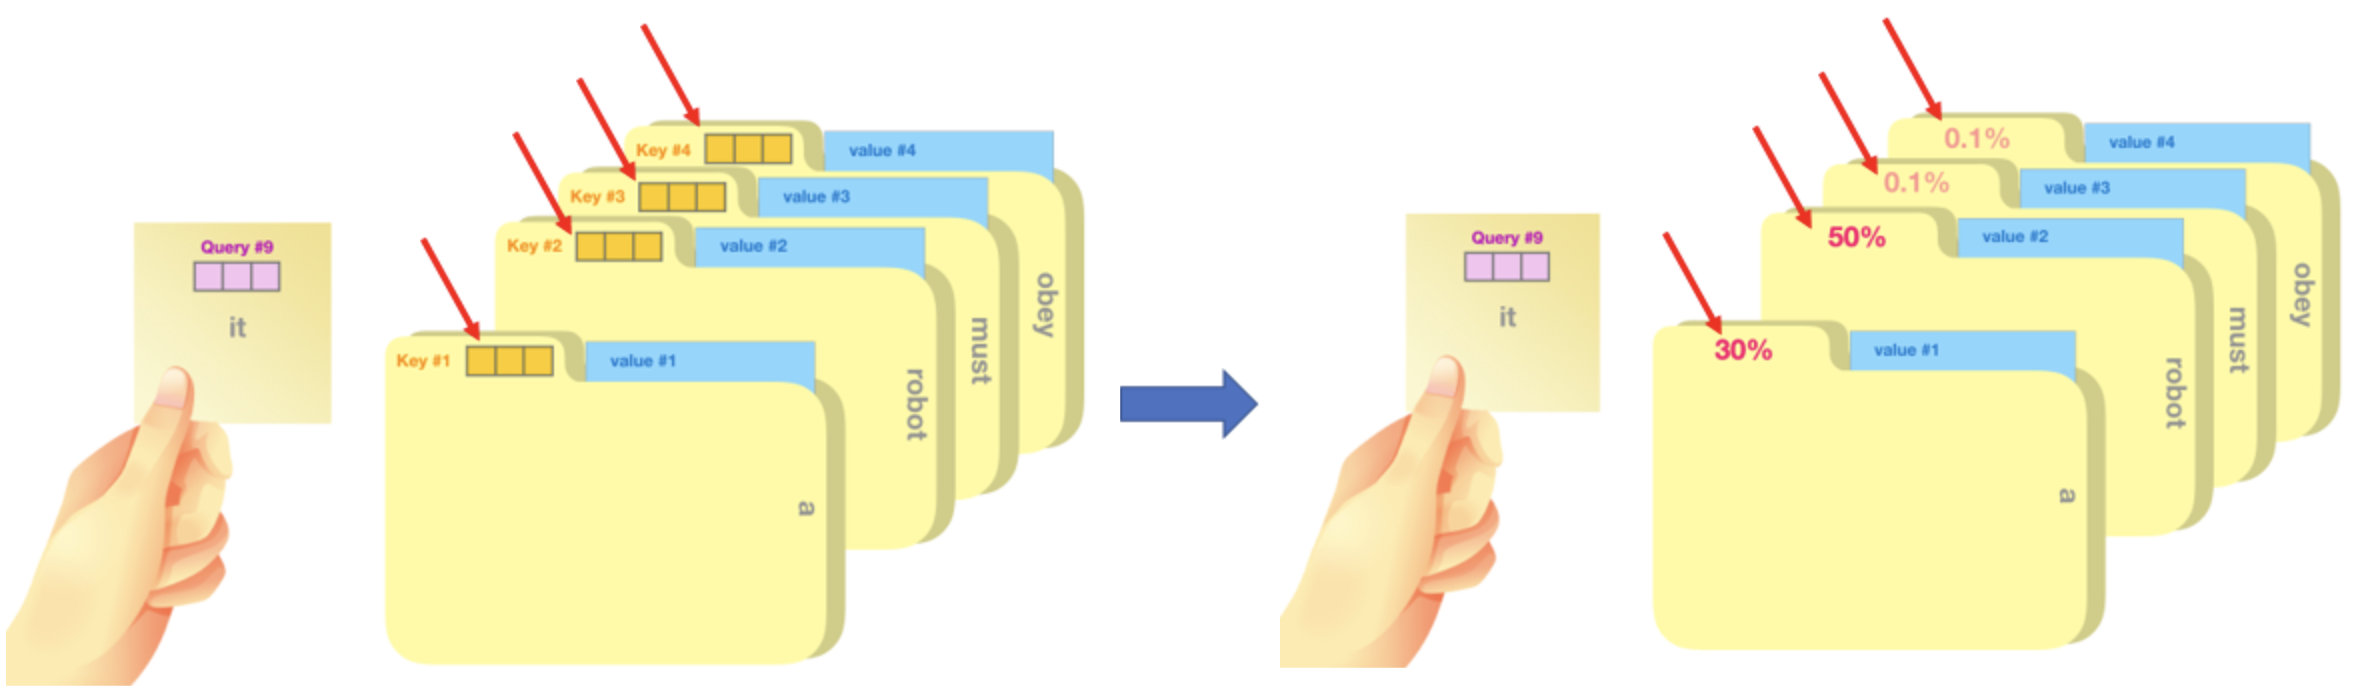 Query #9
it
Key #4
value #4
Key #3
value #3
Key #2
value #2
Key #1
value #1
obey
must
robot
a
Query #9
it
0.1%
value #4
0.1%
value #3
50%
value #2
30%
value #1
obey
must
robot
a